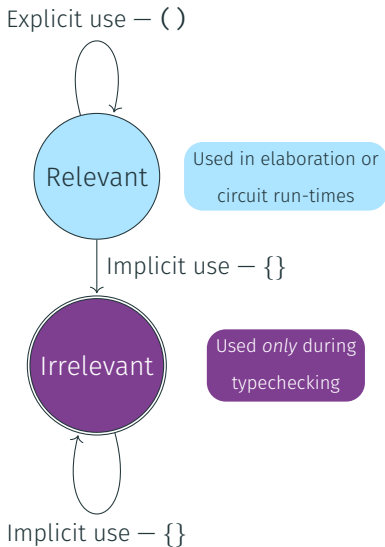 Explicit use — ()
Relevant
Used in elaboration or
circuit run-times
Implicit use — {}
Irrelevant
Used only during
typechecking
Implicit use — {}